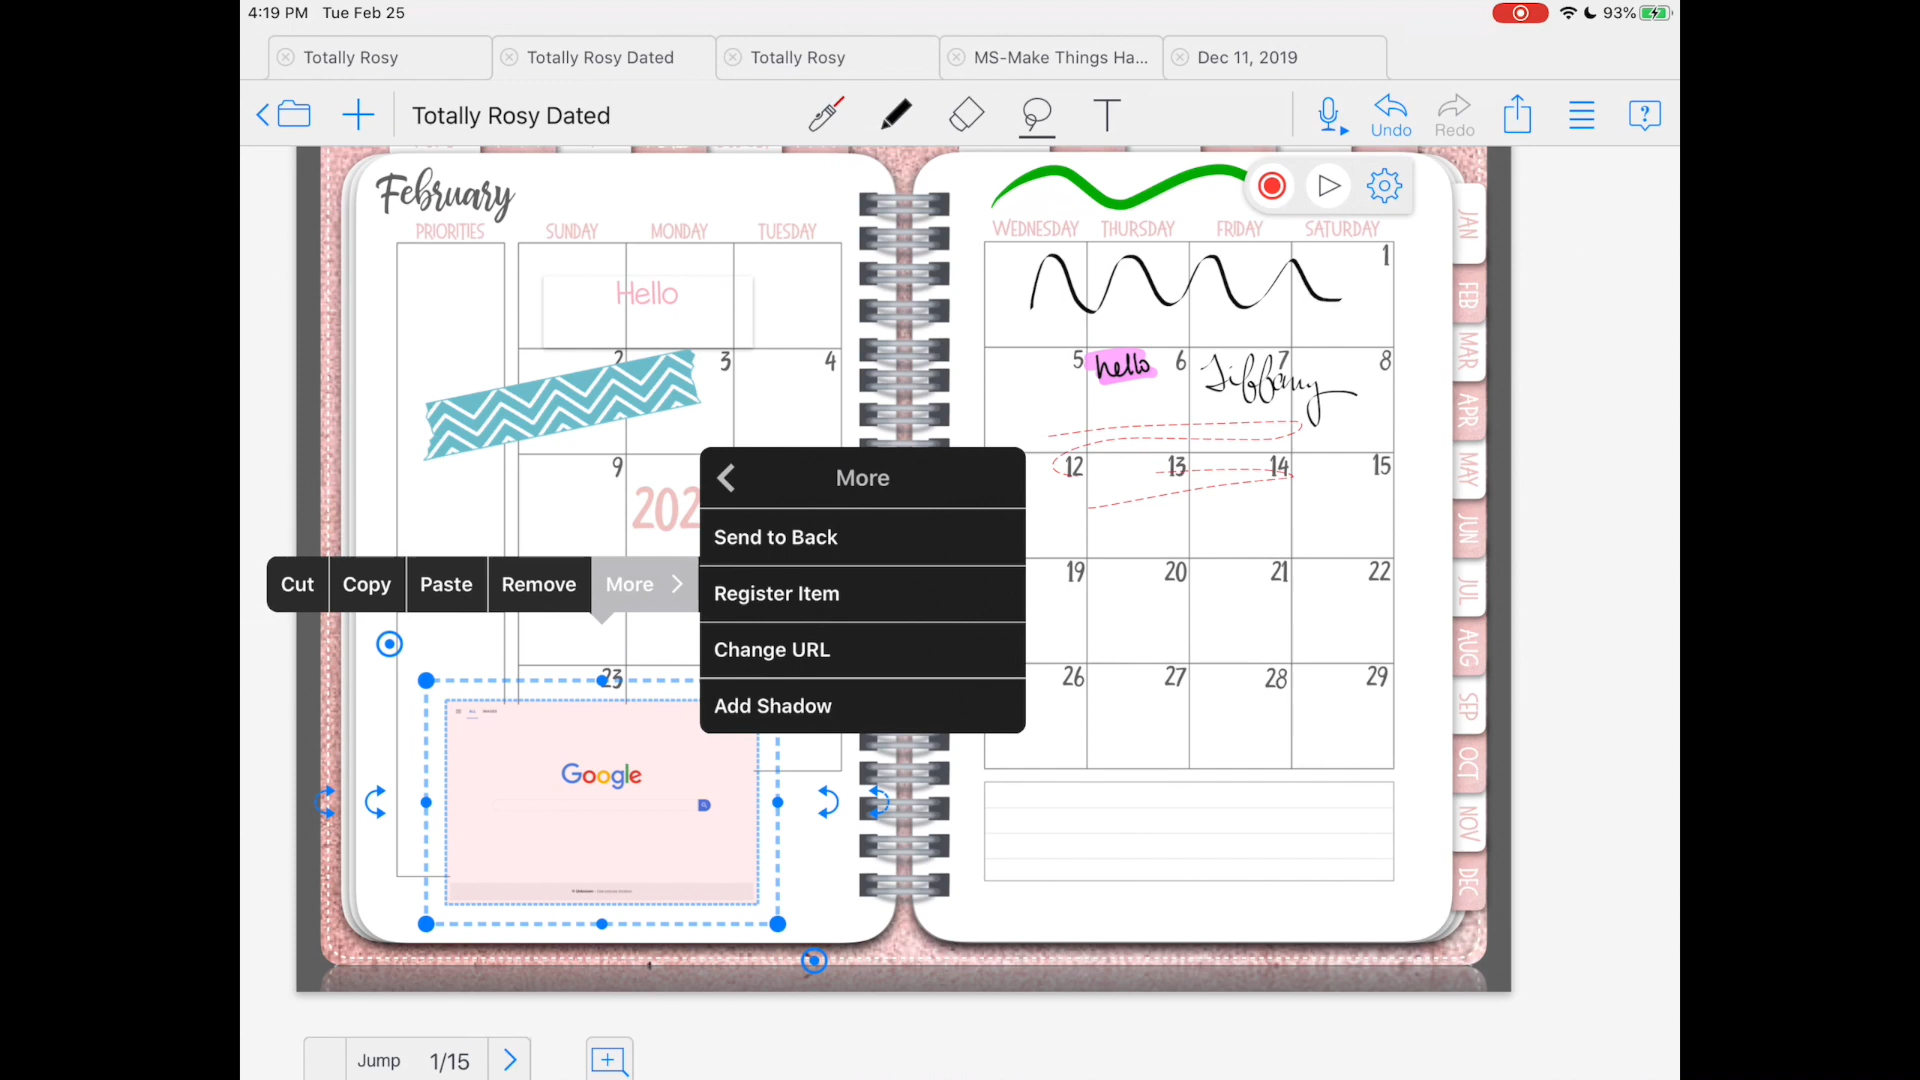 4:19 PM Tue Feb 25
93%
Totally Rosy
Totally Rosy Dated
Totally Rosy
MS-Make Things Ha...
Dec 11, 2019
Totally Rosy Dated
T
Undo
Redo
February
PRIORITIES SUNDAY MONDAY TUESDAY
WEDNESDAY THURSDAY FRIDAY SATURDAY
1
Hello
2 3 4
5 hello 6 7 Tiffany 8
9
202
12 13 14 15
More
Send to Back
Register Item
Change URL
Add Shadow
Cut Copy Paste Remove More
19 20 21 22
23
26 27 28 29
ALL IMAGES
Google
JAN
FEB
MAR
APR
MAY
JUN
JUL
AUG
SEP
OCT
NOV
DEC
Jump 1/15